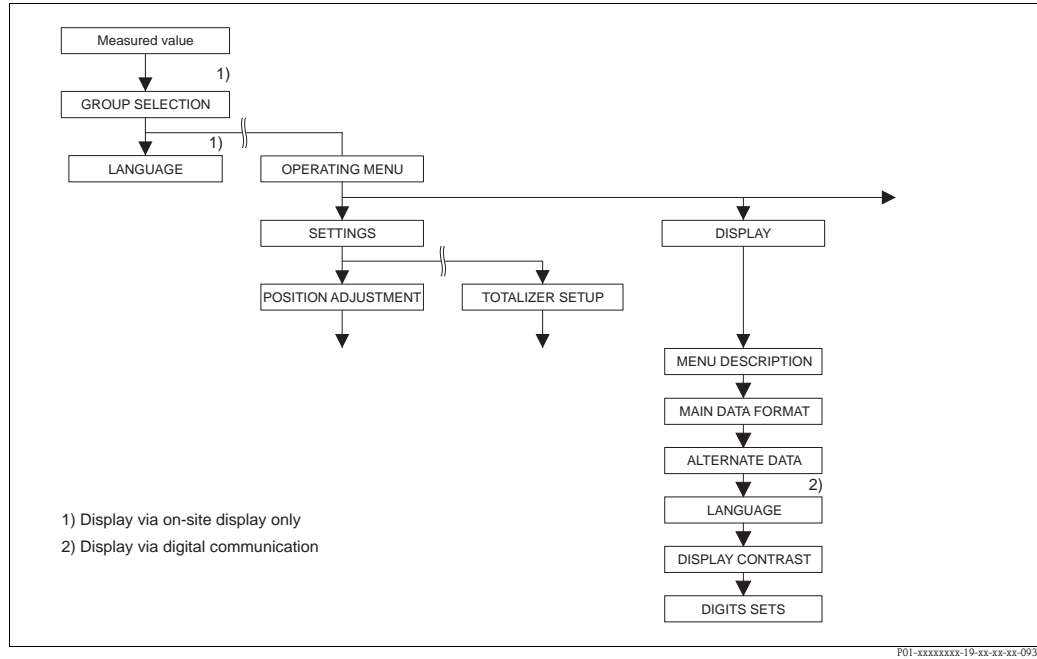 Measured value
1)
GROUP SELECTION
1)
LANGUAGE
OPERATING MENU
SETTINGS
DISPLAY
POSITION ADJUSTMENT
TOTALIZER SETUP
MENU DESCRIPTION
MAIN DATA FORMAT
ALTERNATE DATA
2)
LANGUAGE
DISPLAY CONTRAST
DIGITS SETS
1) Display via on-site display only
2) Display via digital communication
P01-xxxxxxxx-19-xx-xx-xx-093